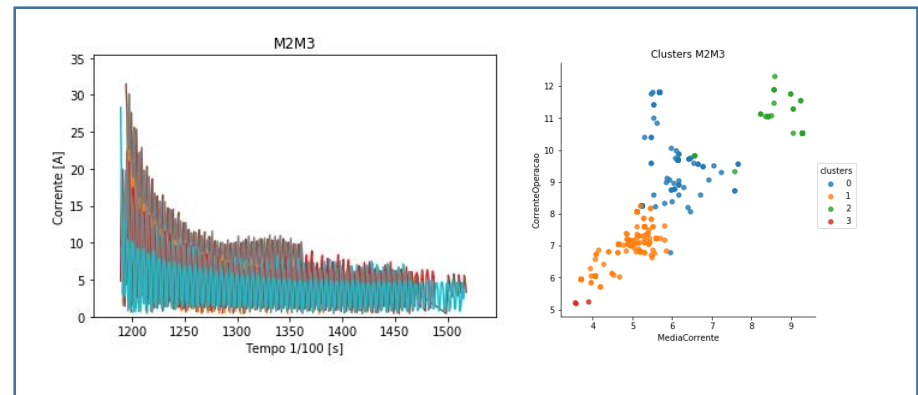 M2M3
35
30
25
20
15
10
5
0
Corrente [A]
1200 1250 1300 1350 1400 1450 1500
Tempo 1/100 [s]
Clusters M2M3
12
11
10
9
8
7
6
5
CorrenteOperacao
4 5 6 7 8 9
MediaCorrente
clusters
0
1
2
3